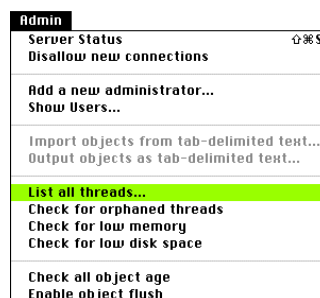 Admin
Server Status ⇧⌘S
Disallow new connections
Add a new administrator...
Show Users...
Import objects from tab-delimited text...
Output objects as tab-delimited text...
List all threads...
Check for orphaned threads
Check for low memory
Check for low disk space
Check all object age
Enable object flush